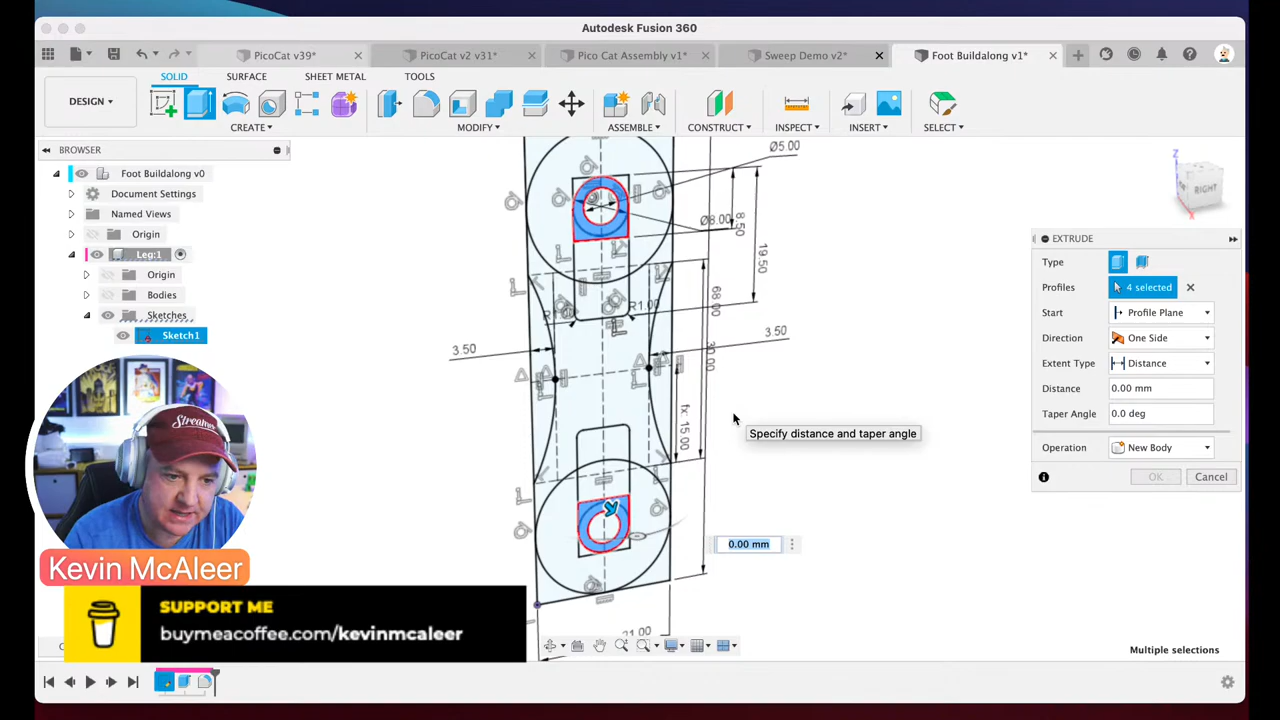 Autodesk Fusion 360
PicoCat v39*
PicoCat v2 v31*
Pico Cat Assembly v1*
Sweep Demo v2*
Foot Buildalong v1*
DESIGN
SOLID
SURFACE
SHEET METAL
TOOLS
CREATE
MODIFY
ASSEMBLE
CONSTRUCT
INSPECT
INSERT
SELECT
BROWSER
Foot Buildalong v0
Document Settings
Named Views
Origin
Leg:1
Origin
Bodies
Sketches
Sketch1
Ø5.00
Ø8.00
8.50
19.50
68.00
R1.00
3.50
3.50
30.00
fx: 15.00
Z
RIGHT
X
EXTRUDE
Type
Profiles
4 selected
Start
Profile Plane
Direction
One Side
Extent Type
Distance
Distance
0.00 mm
Taper Angle
0.0 deg
Operation
New Body
OK
Cancel
Specify distance and taper angle
0.00 mm
Kevin McAleer
SUPPORT ME
buymeacoffee.com/kevinmcaleer
Multiple selections